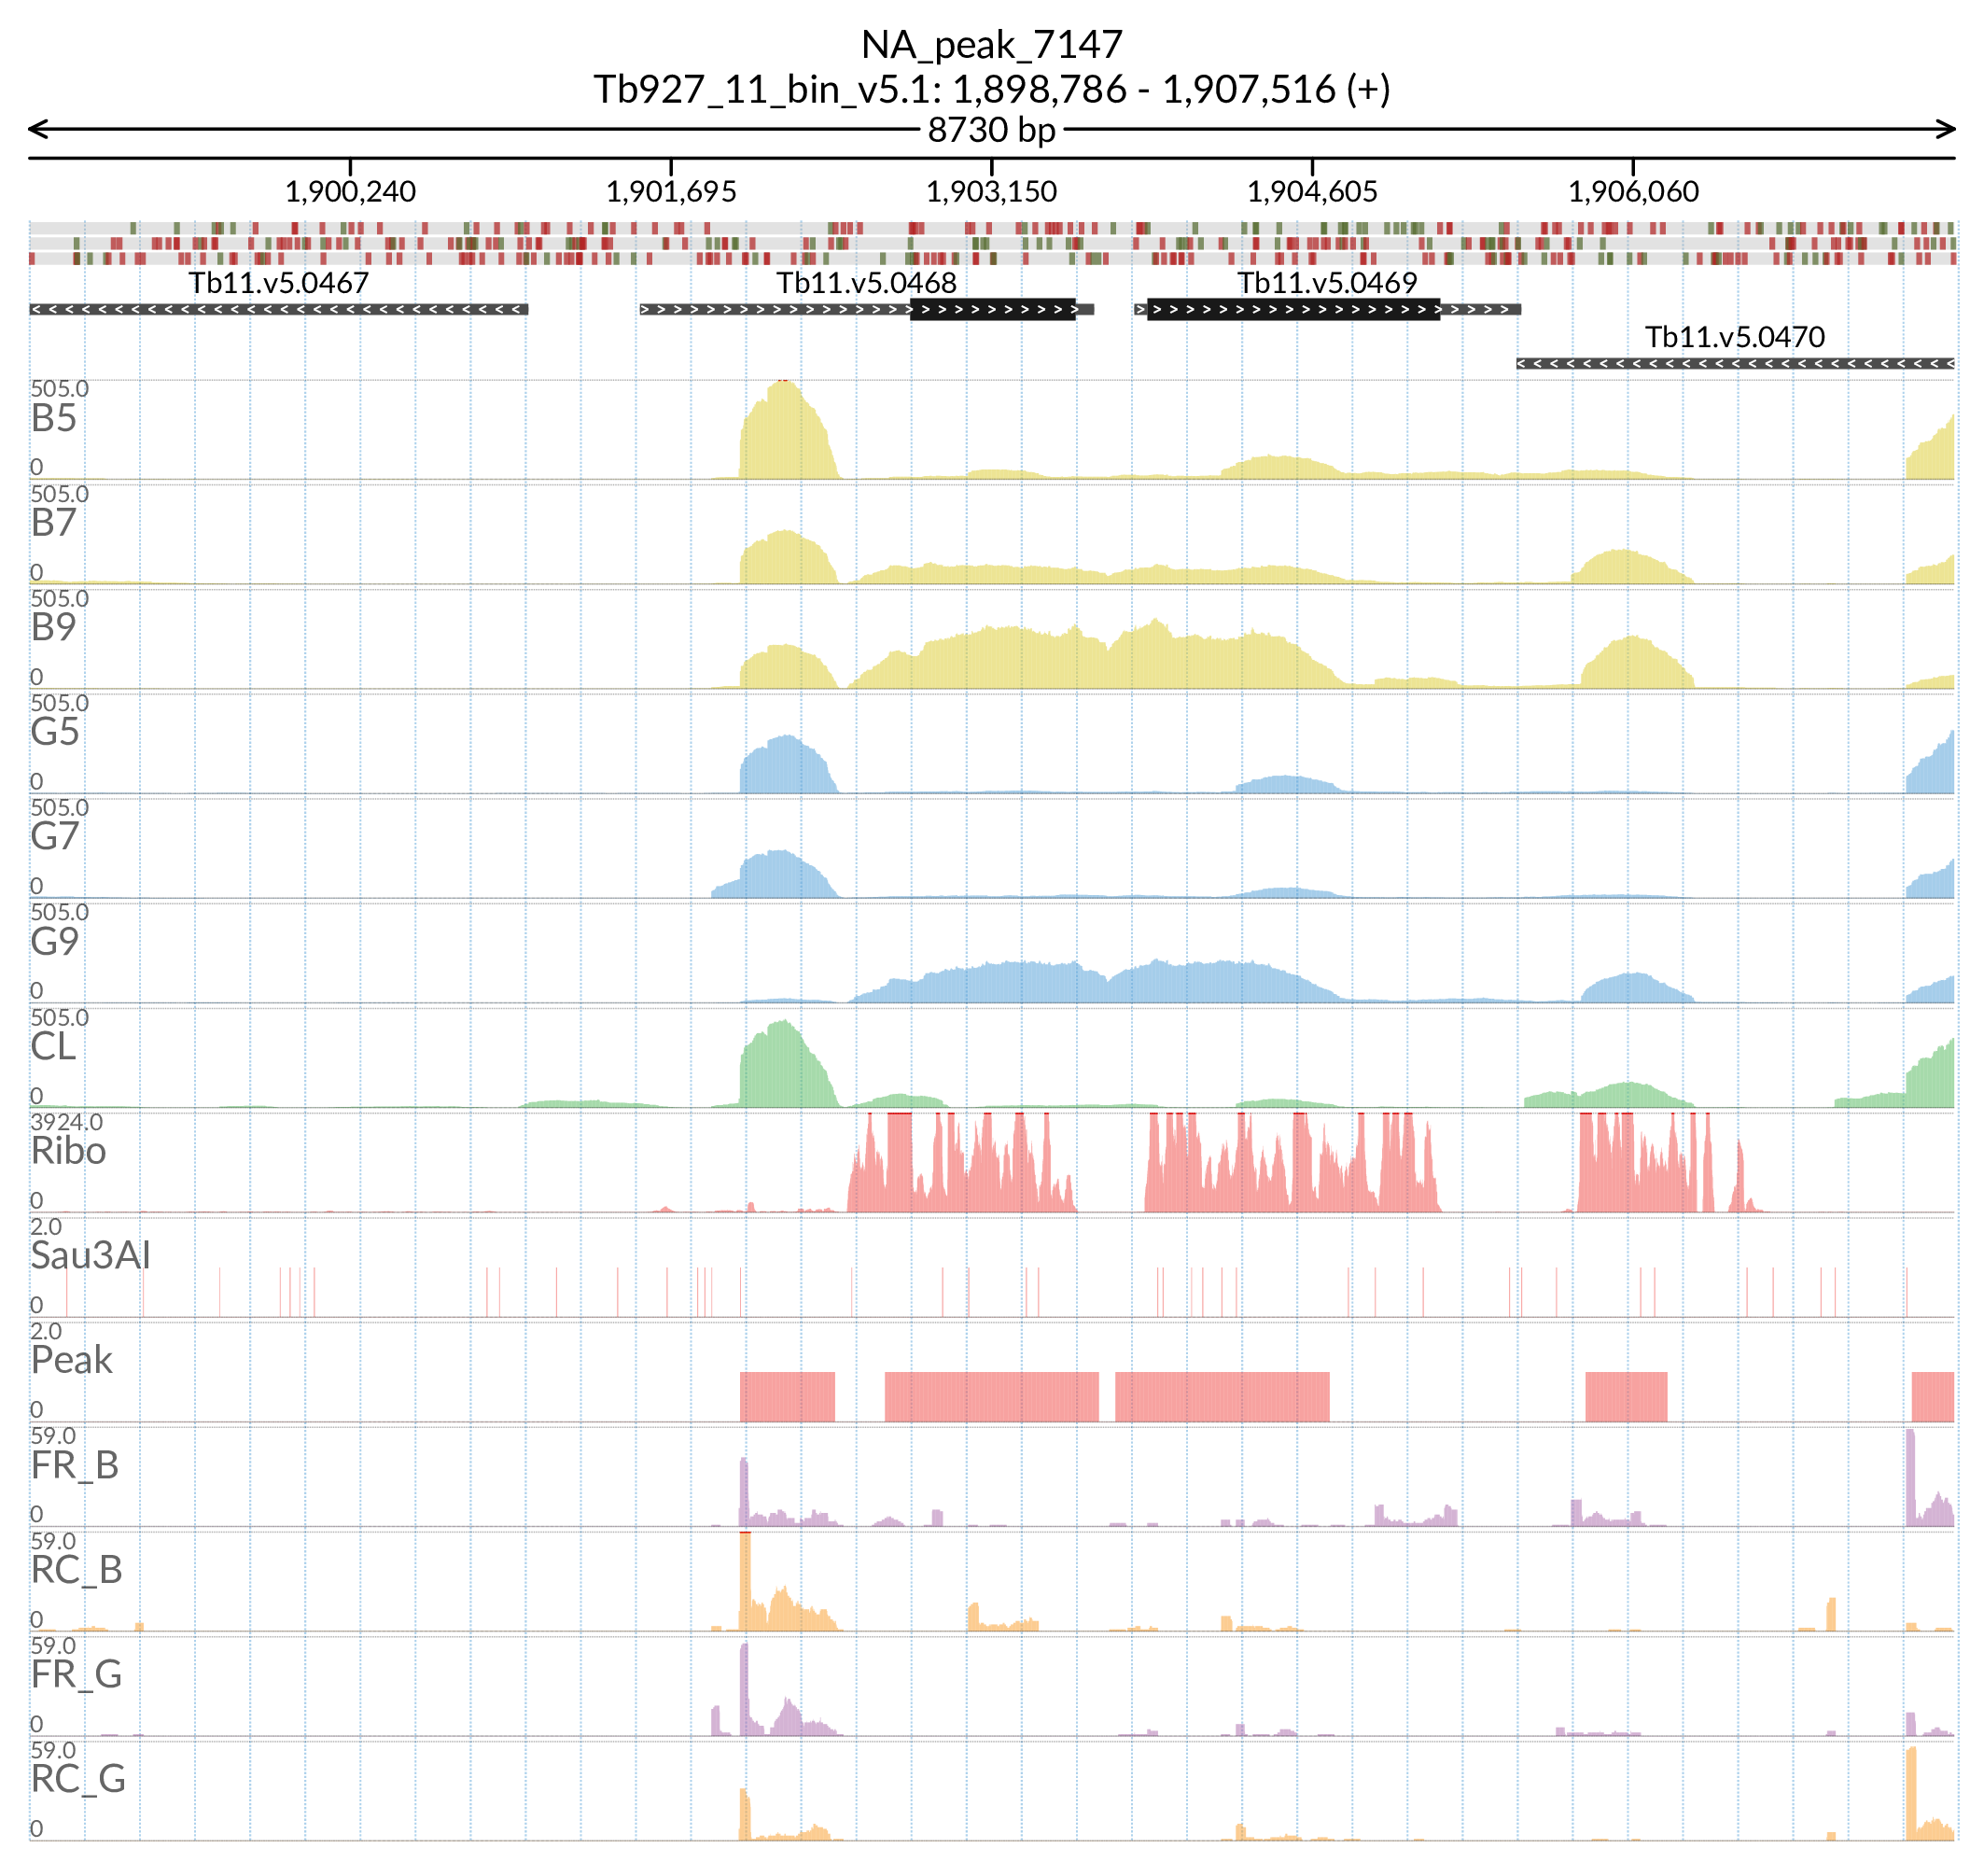 NA_peak_7147
Tb927_11_bin_v5.1: 1,898,786 - 1,907,516 (+)
8730 bp
1,900,240 1,901,695 1,903,150 1,904,605 1,906,060
Tb11.v5.0467 Tb11.v5.0468 Tb11.v5.0469
Tb11.v5.0470
505.0
B5
0
505.0
B7
0
505.0
B9
0
505.0
G5
0
505.0
G7
0
505.0
G9
0
505.0
CL
0
3924.0
Ribo
0
2.0
Sau3AI
0
2.0
Peak
0
59.0
FR_B
0
59.0
RC_B
0
59.0
FR_G
0
59.0
RC_G
0